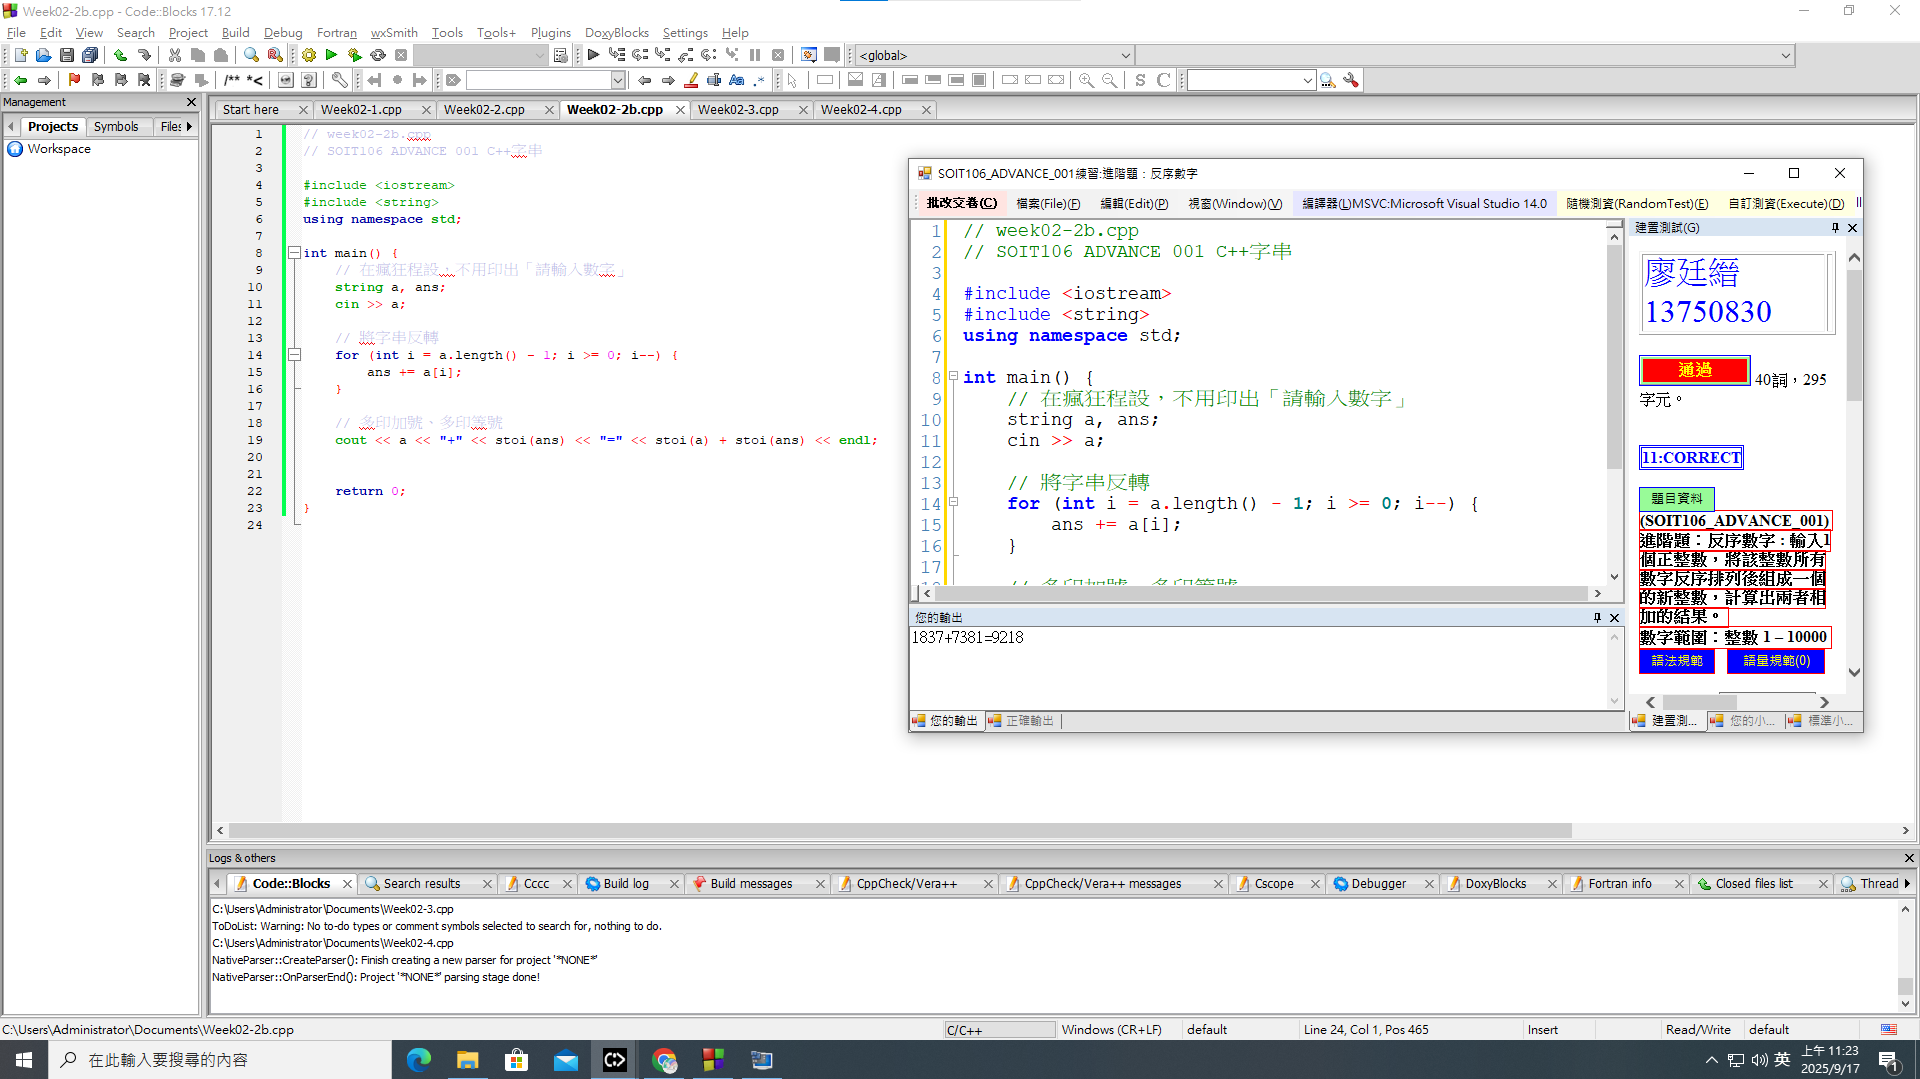 Week02-2b.cpp - Code::Blocks 17.12
File Edit View Search Project Build Debug Fortran wxSmith Tools Tools+ Plugins DoxyBlocks Settings Help
<global>
/** *<
Aa .*
S C
Management
Projects Symbols Files
Workspace
Start here Week02-1.cpp Week02-2.cpp Week02-2b.cpp Week02-3.cpp Week02-4.cpp
1 // week02-2b.cpp
2 // SOIT106 ADVANCE 001 C++字串
3
4 #include <iostream>
5 #include <string>
6 using namespace std;
7
8 int main() {
9 // 在瘋狂程設，不用印出「請輸入數字」
10 string a, ans;
11 cin >> a;
12
13 // 將字串反轉
14 for (int i = a.length() - 1; i >= 0; i--) {
15 ans += a[i];
16 }
17
18 // 多印加號、多印等號
19 cout << a << "+" << stoi(ans) << "=" << stoi(a) + stoi(ans) << endl;
20
21
22 return 0;
23 }
24
SOIT106_ADVANCE_001練習:進階題：反序數字
批改交卷(C) 檔案(File)(F) 編輯(Edit)(P) 視窗(Window)(V) 編譯器(L)MSVC:Microsoft Visual Studio 14.0 隨機測資(RandomTest)(E) 自訂測資(Execute)(D)
1 // week02-2b.cpp
2 // SOIT106 ADVANCE 001 C++字串
3
4 #include <iostream>
5 #include <string>
6 using namespace std;
7
8 int main() {
9 // 在瘋狂程設，不用印出「請輸入數字」
10 string a, ans;
11 cin >> a;
12
13 // 將字串反轉
14 for (int i = a.length() - 1; i >= 0; i--) {
15 ans += a[i];
16 }
17
18 // 多印加號、多印等號
您的輸出
1837+7381=9218
您的輸出 正確輸出
建置測試(G)
廖廷縉
13750830
通過 40詞，295
字元。
11:CORRECT
題目資料
(SOIT106_ADVANCE_001)
進階題：反序數字：輸入1
個正整數，將該整數所有
數字反序排列後組成一個
的新整數，計算出兩者相
加的結果。
數字範圍：整數 1 – 10000
語法規範 語量規範(0)
建置測... 您的小... 標準小...
Logs & others
Code::Blocks Search results Cccc Build log Build messages CppCheck/Vera++ CppCheck/Vera++ messages Cscope Debugger DoxyBlocks Fortran info Closed files list Thread
C:\Users\Administrator\Documents\Week02-3.cpp
ToDoList: Warning: No to-do types or comment symbols selected to search for, nothing to do.
C:\Users\Administrator\Documents\Week02-4.cpp
NativeParser::CreateParser(): Finish creating a new parser for project '*NONE*'
NativeParser::OnParserEnd(): Project '*NONE*' parsing stage done!
C:\Users\Administrator\Documents\Week02-2b.cpp C/C++ Windows (CR+LF) default Line 24, Col 1, Pos 465 Insert Read/Write default
在此輸入要搜尋的內容
英
上午 11:23
2025/9/17
1